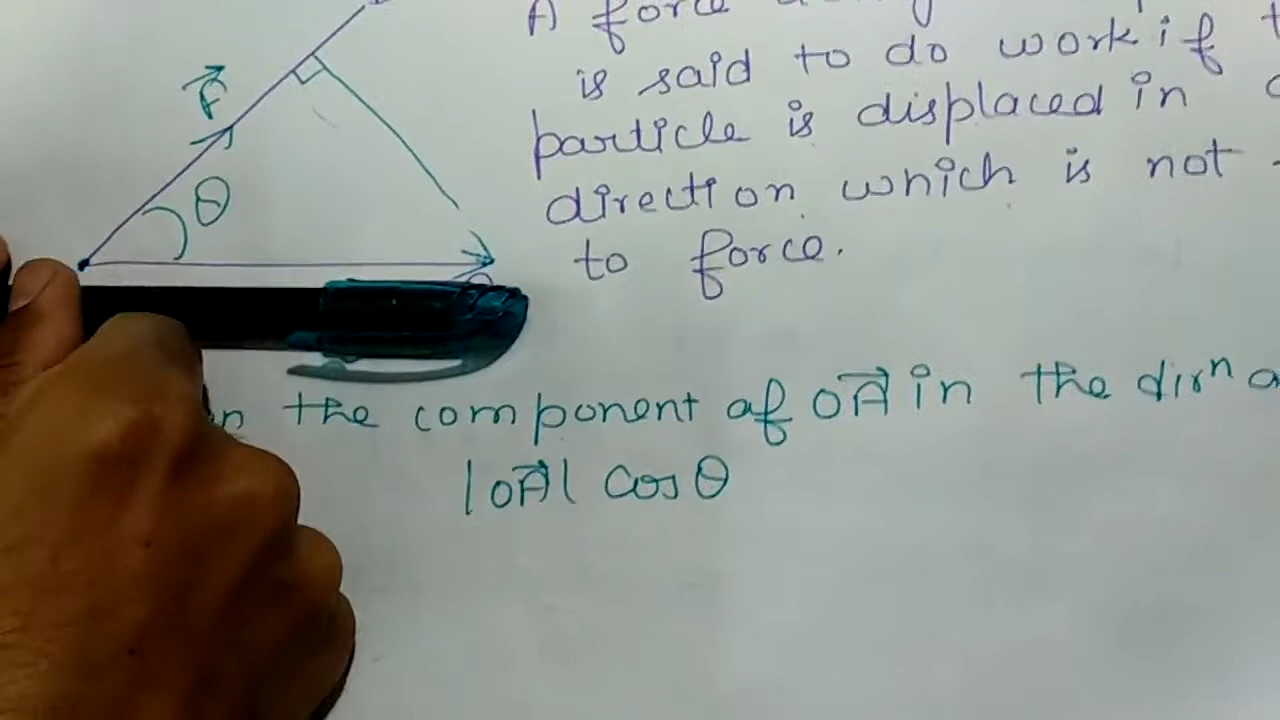 A force
is said to do work if
particle is displaced in
direction which is not
to force.
F⃗
θ
the component of OA⃗ in the dirⁿ
|OA⃗| cos θ